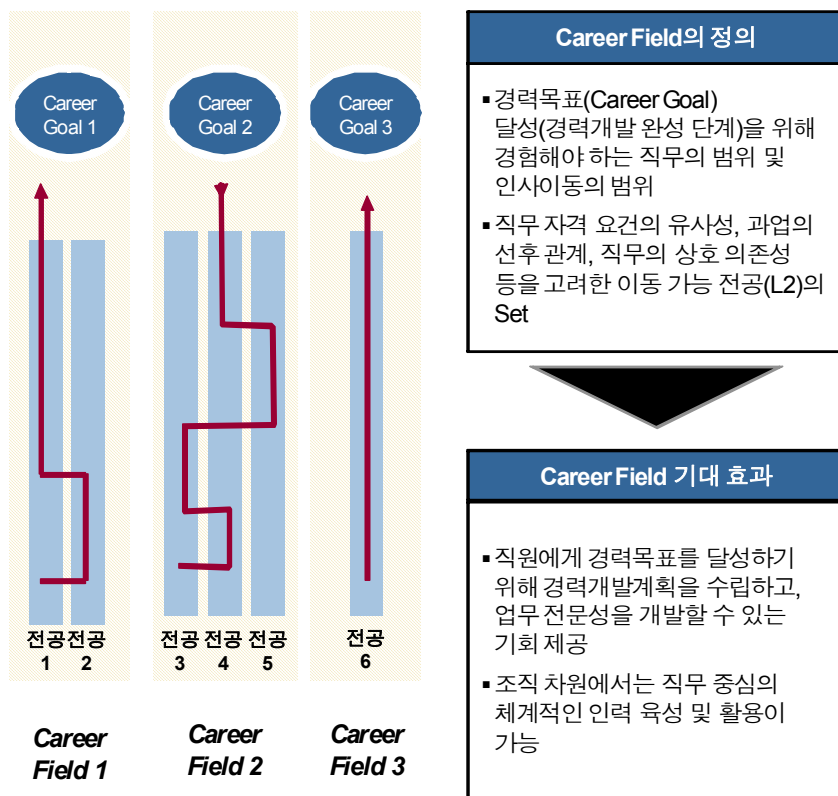 Career
Goal 1
Career
Goal 2
Career
Goal 3
전공
1
전공
2
전공
3
전공
4
전공
5
전공
6
Career
Field 1
Career
Field 2
Career
Field 3
Career Field의 정의
▪경력목표(Career Goal)
달성(경력개발 완성 단계)을 위해
경험해야 하는 직무의 범위 및
인사이동의 범위
▪직무 자격 요건의 유사성, 과업의
선후 관계, 직무의 상호 의존성
등을 고려한 이동 가능 전공(L2)의
Set
Career Field 기대 효과
▪직원에게 경력목표를 달성하기
위해 경력개발계획을 수립하고,
업무 전문성을 개발할 수 있는
기회 제공
▪조직 차원에서는 직무 중심의
체계적인 인력 육성 및 활용이
가능